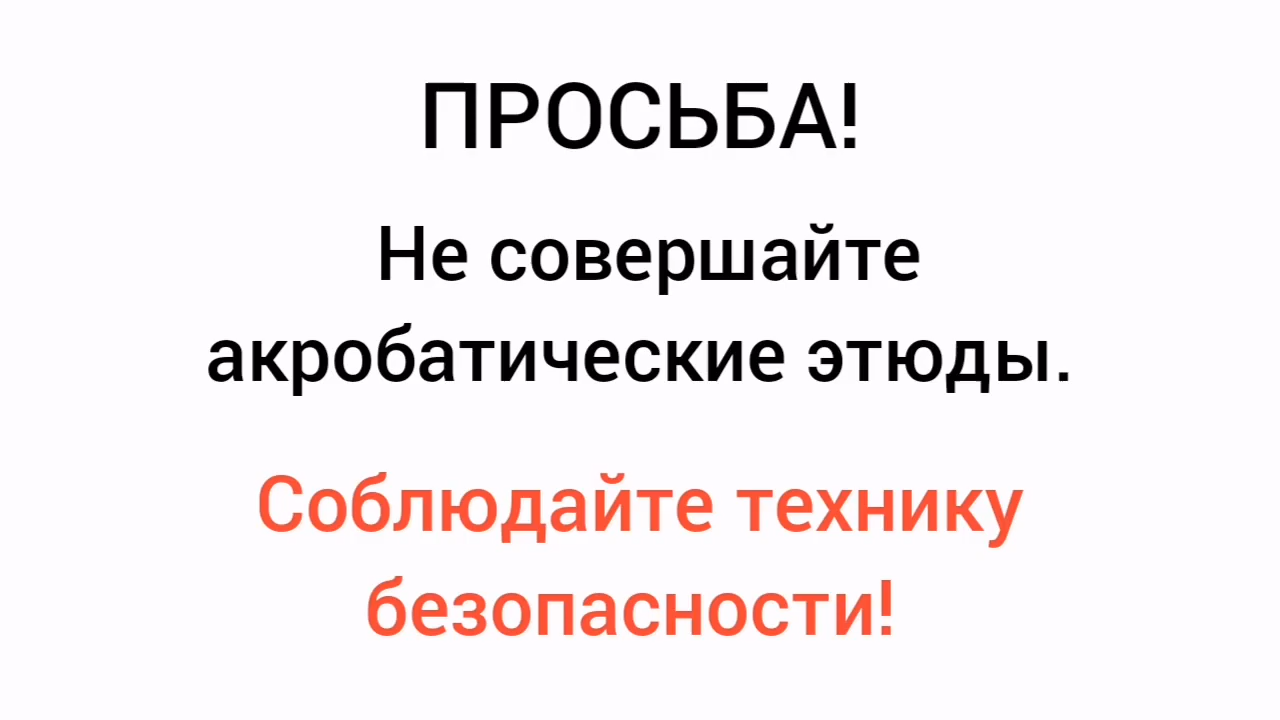 ПРОСЬБА!
Не совершайте
акробатические этюды.
Соблюдайте технику
безопасности!